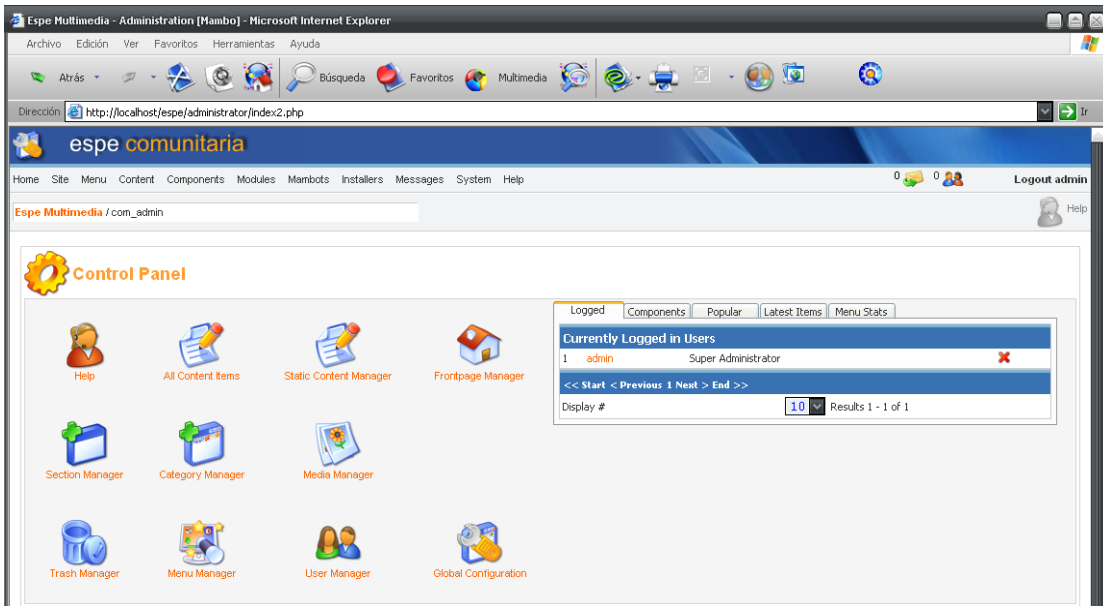 Espe Multimedia - Administration [Mambo] - Microsoft Internet Explorer
Archivo Edición Ver Favoritos Herramientas Ayuda
Atrás Búsqueda Favoritos Multimedia
Dirección http://localhost/espe/administrator/index2.php Ir
espe comunitaria
Home Site Menu Content Components Modules Mambots Installers Messages System Help 0 0 Logout admin
Espe Multimedia / com_admin Help
Control Panel
Logged Components Popular Latest Items Menu Stats
Currently Logged in Users
1 admin Super Administrator
<< Start < Previous 1 Next > End >>
Display # 10 Results 1 - 1 of 1
Help All Content Items Static Content Manager Frontpage Manager
Section Manager Category Manager Media Manager
Trash Manager Menu Manager User Manager Global Configuration